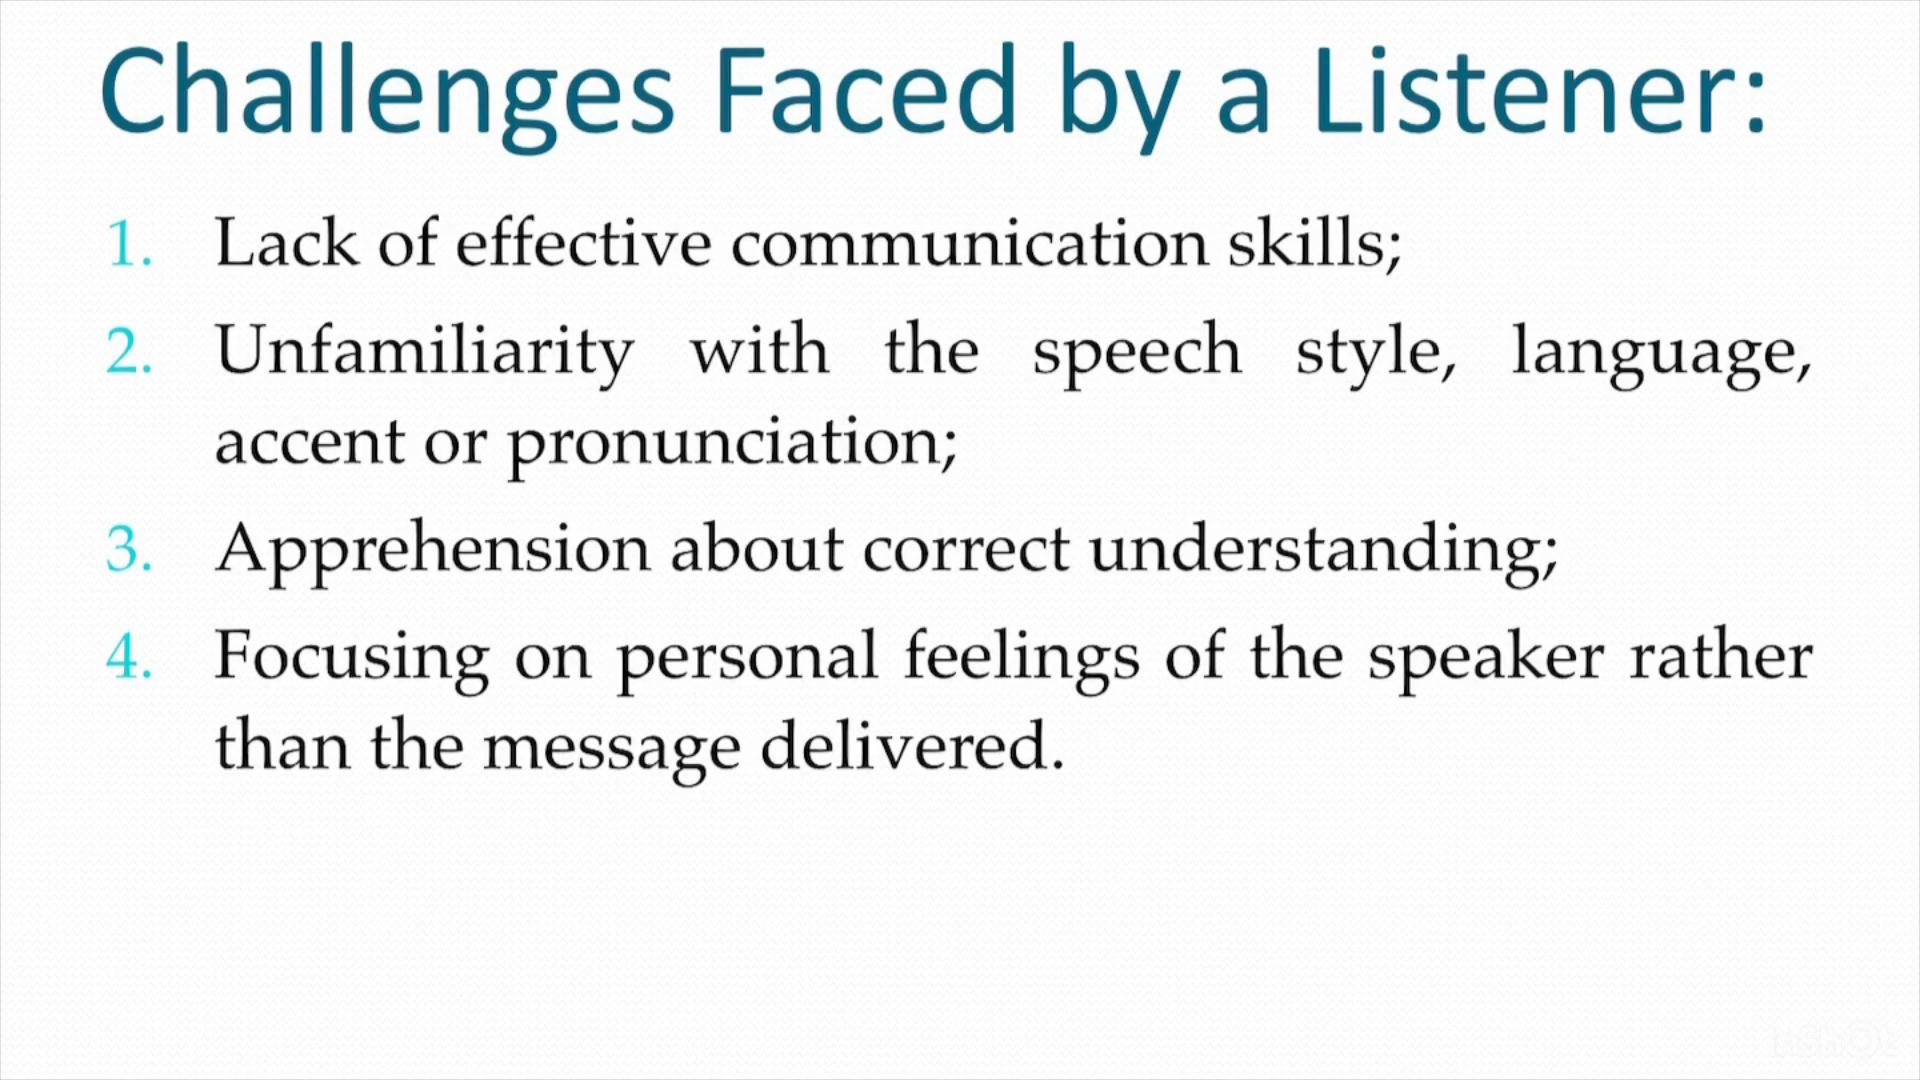 Challenges Faced by a Listener:
1. Lack of effective communication skills;
2. Unfamiliarity with the speech style, language,
accent or pronunciation;
3. Apprehension about correct understanding;
4. Focusing on personal feelings of the speaker rather
than the message delivered.